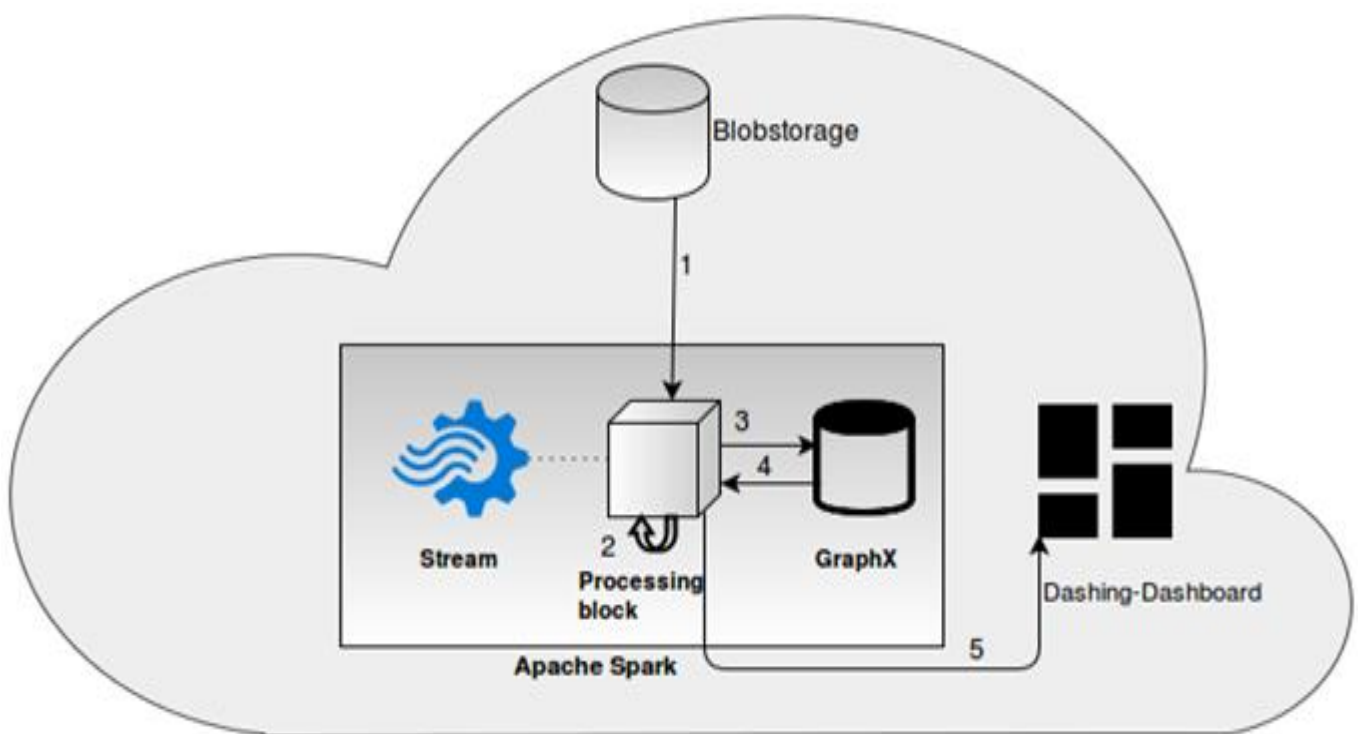 Blobstorage
1
3
4
2
Stream
Processing
block
GraphX
Dashing-Dashboard
5
Apache Spark